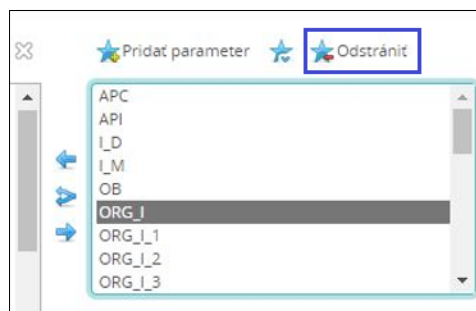 Pridať parameter Odstrániť
APC
API
I_D
I_M
OB
ORG_I
ORG_I_1
ORG_I_2
ORG_I_3